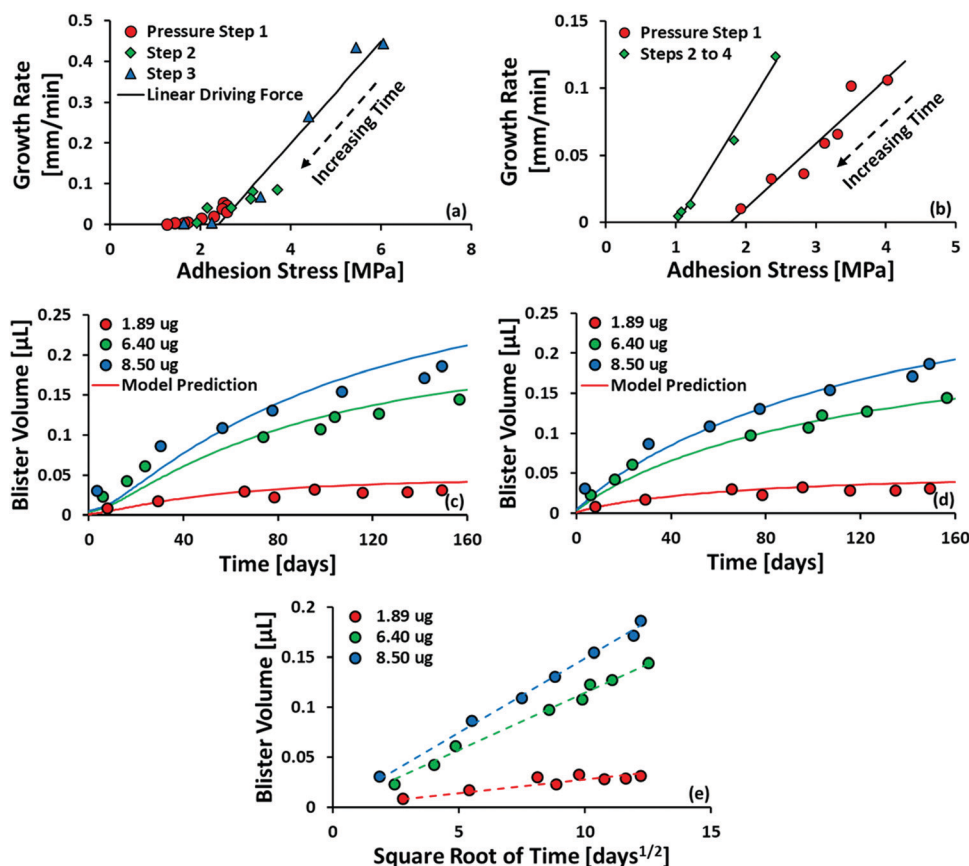 Pressure Step 1
Step 2
Step 3
Linear Driving Force
Increasing Time
(a)
0.5
0.4
0.3
0.2
0.1
0
0 2 4 6 8
Growth Rate
[mm/min]
Adhesion Stress [MPa]
Pressure Step 1
Steps 2 to 4
Increasing Time
(b)
0.15
0.1
0.05
0
0 1 2 3 4 5
Growth Rate
[mm/min]
Adhesion Stress [MPa]
1.89 ug
6.40 ug
8.50 ug
Model Prediction
(c)
0.25
0.2
0.15
0.1
0.05
0
0 40 80 120 160
Blister Volume [µL]
Time [days]
1.89 ug
6.40 ug
8.50 ug
Model Prediction
(d)
0.25
0.2
0.15
0.1
0.05
0
0 40 80 120 160
Blister Volume [µL]
Time [days]
1.89 ug
6.40 ug
8.50 ug
(e)
0.2
0.15
0.1
0.05
0
0 5 10 15
Blister Volume [µL]
Square Root of Time [days1/2]